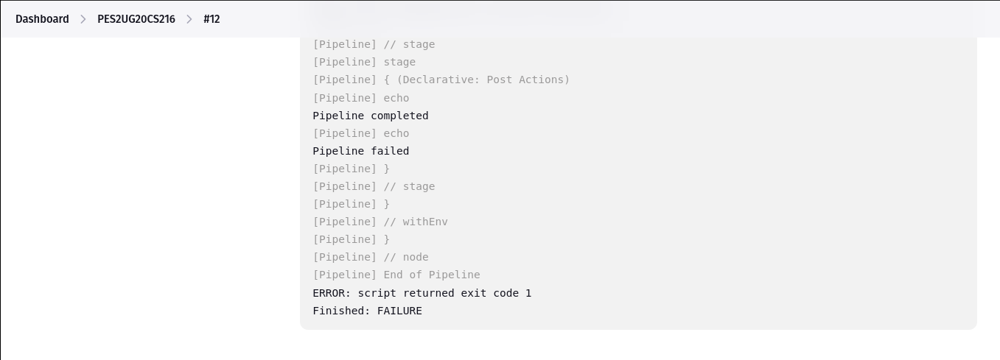 Dashboard > PES2UG20CS216 > #12
[Pipeline] // stage
[Pipeline] stage
[Pipeline] { (Declarative: Post Actions)
[Pipeline] echo
Pipeline completed
[Pipeline] echo
Pipeline failed
[Pipeline] }
[Pipeline] // stage
[Pipeline] }
[Pipeline] // withEnv
[Pipeline] }
[Pipeline] // node
[Pipeline] End of Pipeline
ERROR: script returned exit code 1
Finished: FAILURE